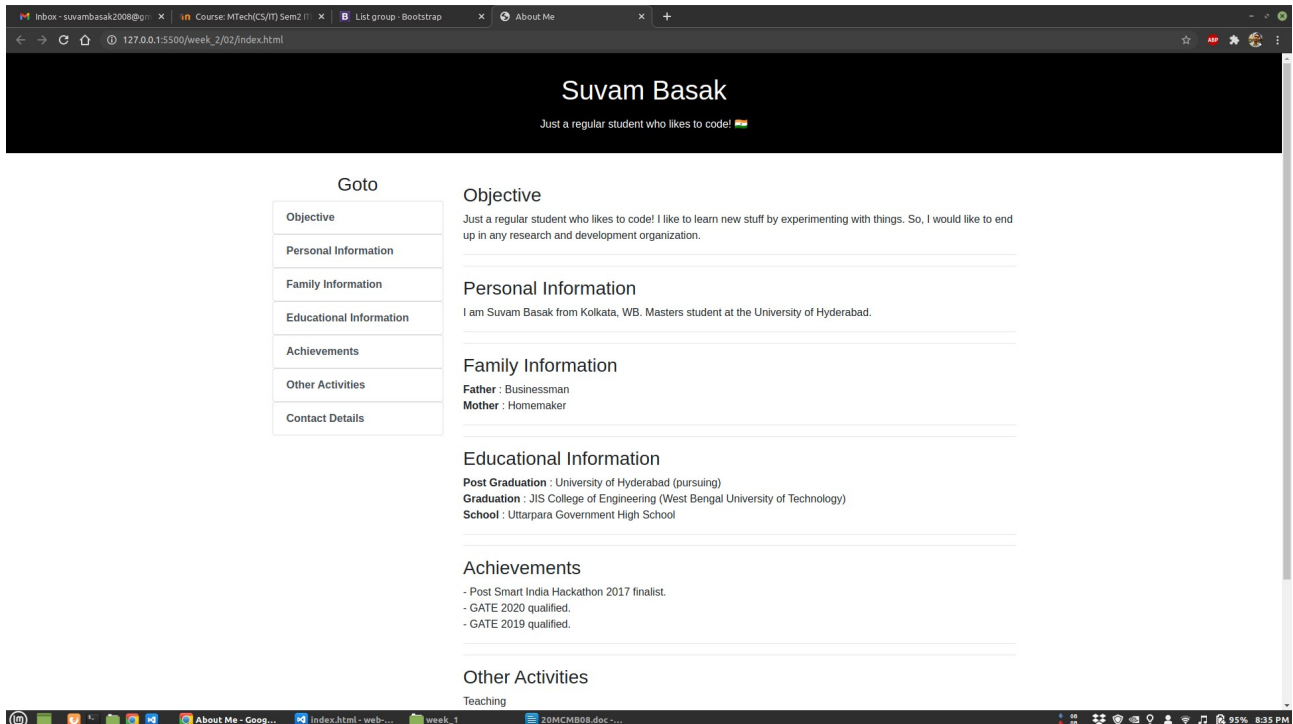 Inbox - suvambasak2008@gm
Course: MTech(CS/IT) Sem2 IT
B List group · Bootstrap
About Me
127.0.0.1:5500/week_2/02/index.html
ABP
Suvam Basak
Just a regular student who likes to code! 🇮🇳
Goto
Objective
Personal Information
Family Information
Educational Information
Achievements
Other Activities
Contact Details
Objective
Just a regular student who likes to code! I like to learn new stuff by experimenting with things. So, I would like to end
up in any research and development organization.
Personal Information
I am Suvam Basak from Kolkata, WB. Masters student at the University of Hyderabad.
Family Information
Father : Businessman
Mother : Homemaker
Educational Information
Post Graduation : University of Hyderabad (pursuing)
Graduation : JIS College of Engineering (West Bengal University of Technology)
School : Uttarpara Government High School
Achievements
- Post Smart India Hackathon 2017 finalist.
- GATE 2020 qualified.
- GATE 2019 qualified.
Other Activities
Teaching
About Me - Goog...
index.html - web-...
week_1
20MCMB08.doc -...
95% 8:35 PM